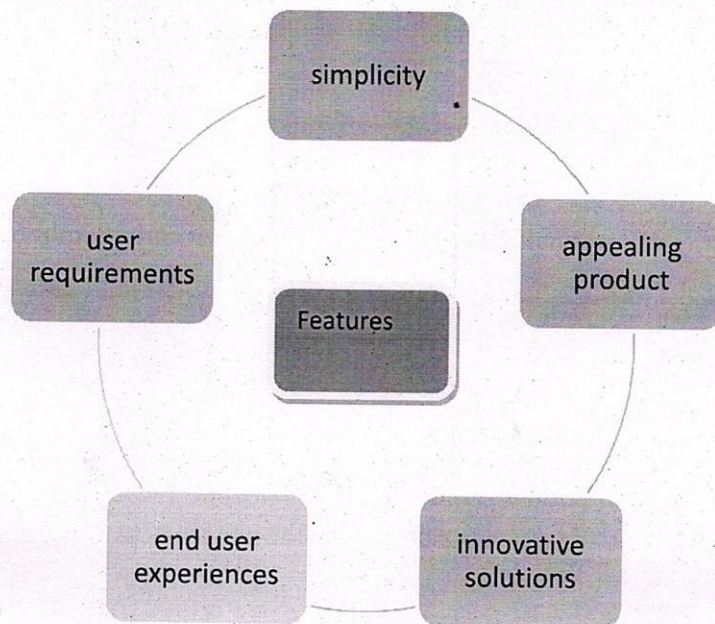 simplicity
user
requirements
appealing
product
Features
end user
experiences
innovative
solutions